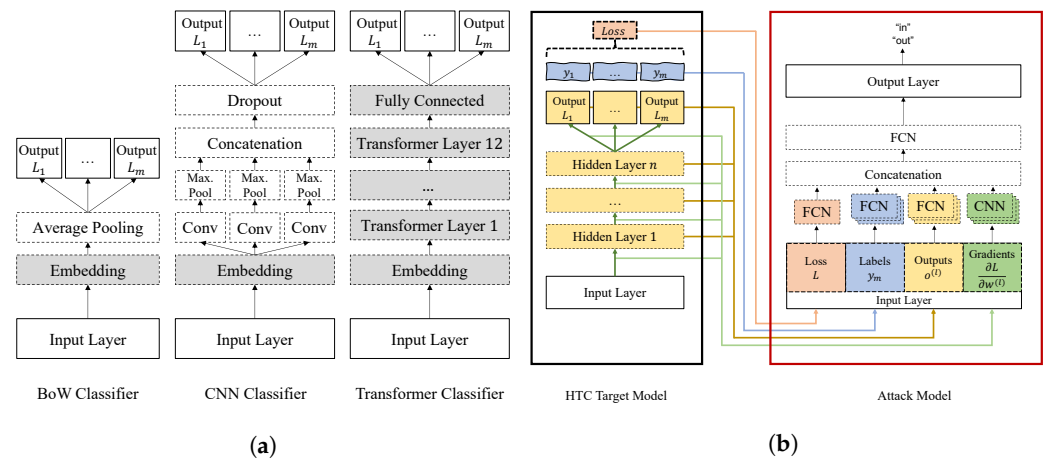 Output
L₁
...
Output
Lₘ
Average Pooling
Embedding
Input Layer
BoW Classifier
Output
L₁
...
Output
Lₘ
Dropout
Concatenation
Max.
Pool
Max.
Pool
Max.
Pool
Conv
Conv
Conv
Embedding
Input Layer
CNN Classifier
Output
L₁
...
Output
Lₘ
Fully Connected
Transformer Layer 12
...
Transformer Layer 1
Embedding
Input Layer
Transformer Classifier
(a)
Loss
y₁
...
yₘ
Output
L₁
...
Output
Lₘ
Hidden Layer n
...
Hidden Layer 1
Input Layer
HTC Target Model
“in”
“out”
Output Layer
FCN
Concatenation
FCN
FCN
FCN
CNN
Loss
L
Labels
yₘ
Outputs
o⁽ˡ⁾
Gradients
∂L
∂w⁽ˡ⁾
Input Layer
Attack Model
(b)